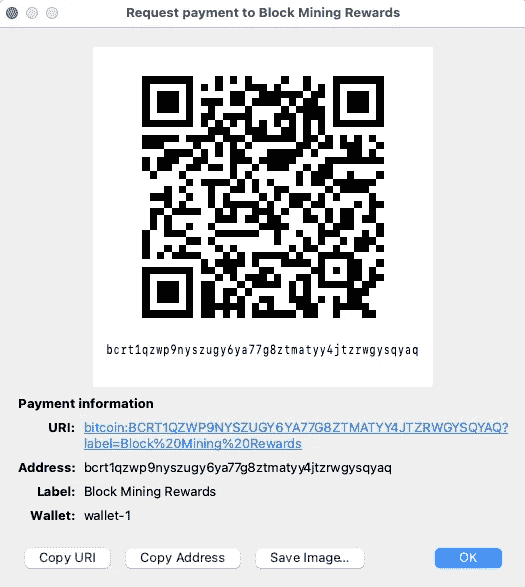 Request payment to Block Mining Rewards
bcrt1qzwp9nyszugy6ya77g8ztmatyy4jtzrwgysqyaq
Payment information
URI: bitcoin:BCRT1QZWP9NYSZUGY6YA77G8ZTMATYY4JTZRWGYSQYAQ?
label=Block%20Mining%20Rewards
Address: bcrt1qzwp9nyszugy6ya77g8ztmatyy4jtzrwgysqyaq
Label: Block Mining Rewards
Wallet: wallet-1
Copy URI Copy Address Save Image... OK